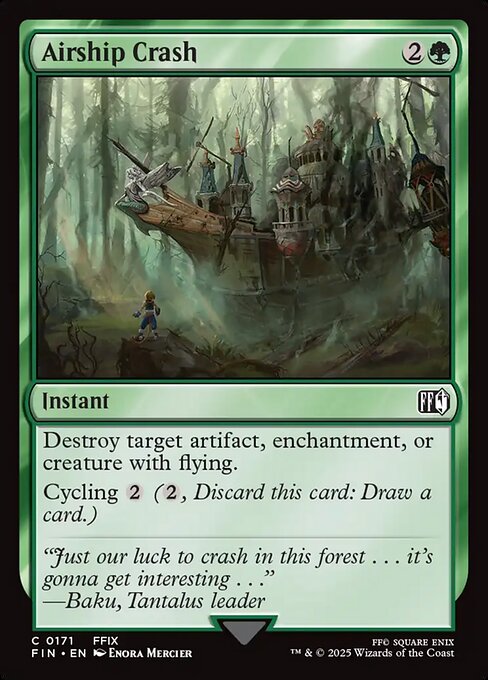 Airship Crash 2
Instant FF
Destroy target artifact, enchantment, or
creature with flying.
Cycling 2 (2, Discard this card: Draw a
card.)
“Just our luck to crash in this forest . . . it’s
gonna get interesting . . .”
—Baku, Tantalus leader
C 0171 FFIX
FIN • EN Enora Mercier
FF© SQUARE ENIX
™ & © 2025 Wizards of the Coast